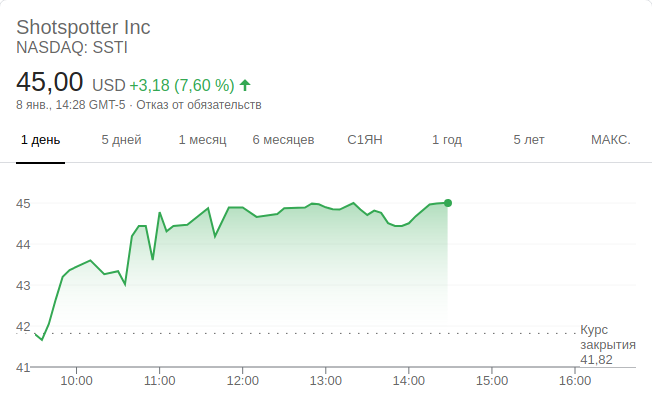 Shotspotter Inc
NASDAQ: SSTI
45,00 USD +3,18 (7,60 %)
8 янв., 14:28 GMT-5 · Отказ от обязательств
1 день 5 дней 1 месяц 6 месяцев С1ЯН 1 год 5 лет МАКС.
45
44
43
42
41
Курс
закрытия
41,82
10:00 11:00 12:00 13:00 14:00 15:00 16:00